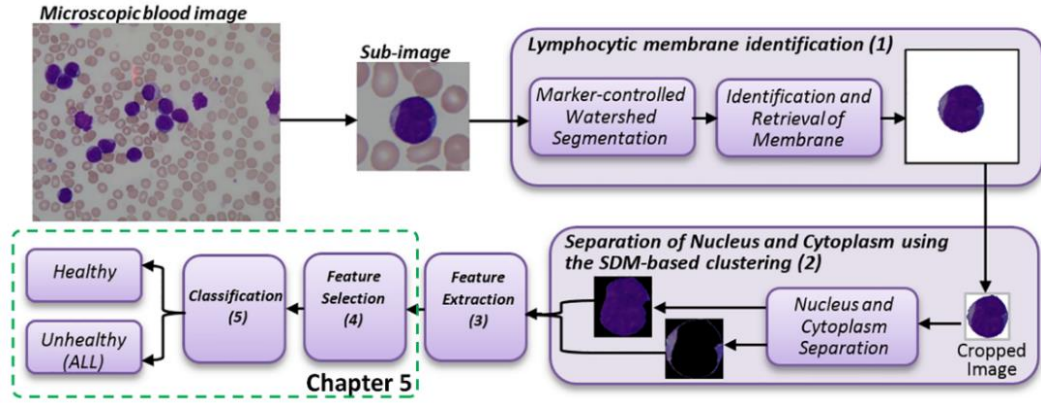 Microscopic blood image
Sub-image
Lymphocytic membrane identification (1)
Marker-controlled
Watershed
Segmentation
Identification and
Retrieval of
Membrane
Separation of Nucleus and Cytoplasm using
the SDM-based clustering (2)
Nucleus and
Cytoplasm
Separation
Cropped
Image
Feature
Extraction
(3)
Feature
Selection
(4)
Classification
(5)
Healthy
Unhealthy
(ALL)
Chapter 5